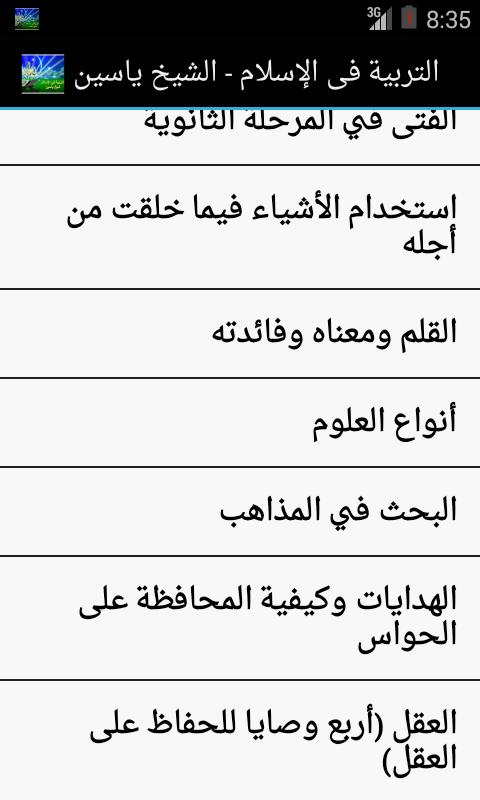 3G 8:35
التربية فى الإسلام - الشيخ ياسين
الفتى في المرحلة الثانوية
استخدام الأشياء فيما خلقت من
أجله
القلم ومعناه وفائدته
أنواع العلوم
البحث في المذاهب
الهدايات وكيفية المحافظة على
الحواس
العقل (أربع وصايا للحفاظ على
العقل)